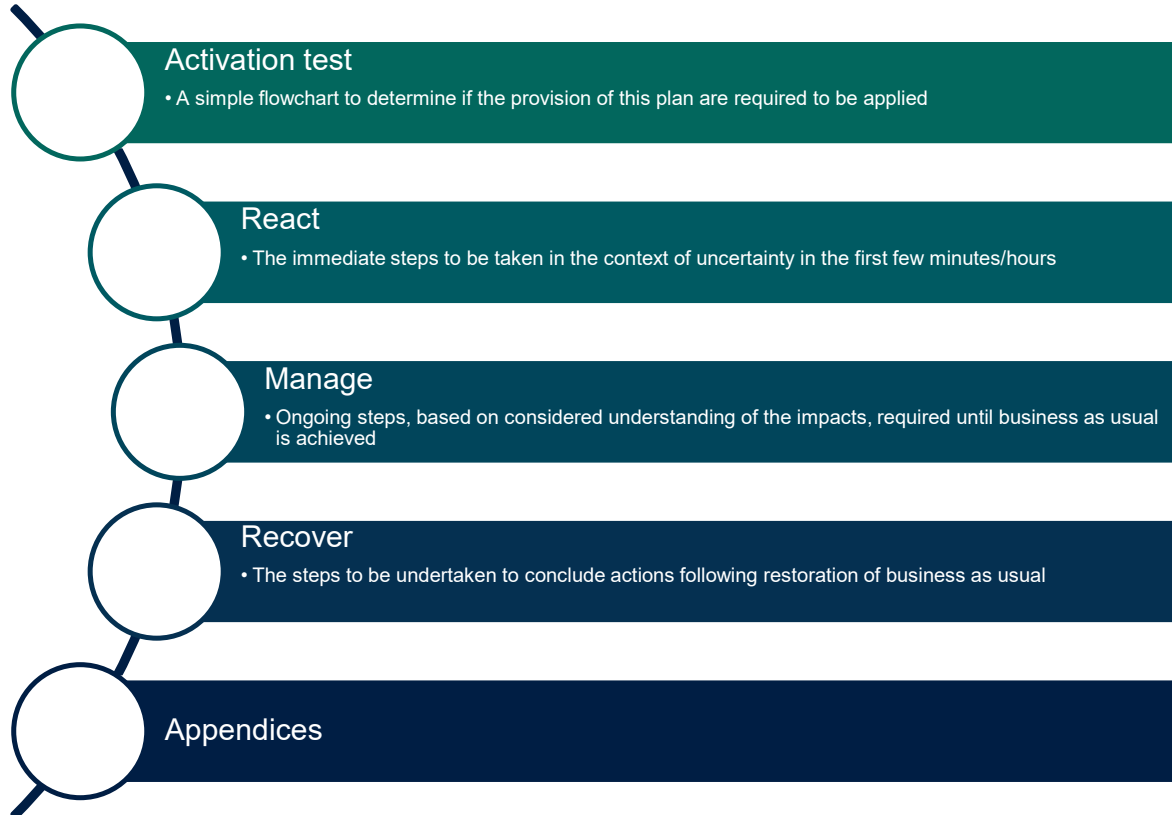 Activation test
• A simple flowchart to determine if the provision of this plan are required to be applied
React
• The immediate steps to be taken in the context of uncertainty in the first few minutes/hours
Manage
• Ongoing steps, based on considered understanding of the impacts, required until business as usual
is achieved
Recover
• The steps to be undertaken to conclude actions following restoration of business as usual
Appendices